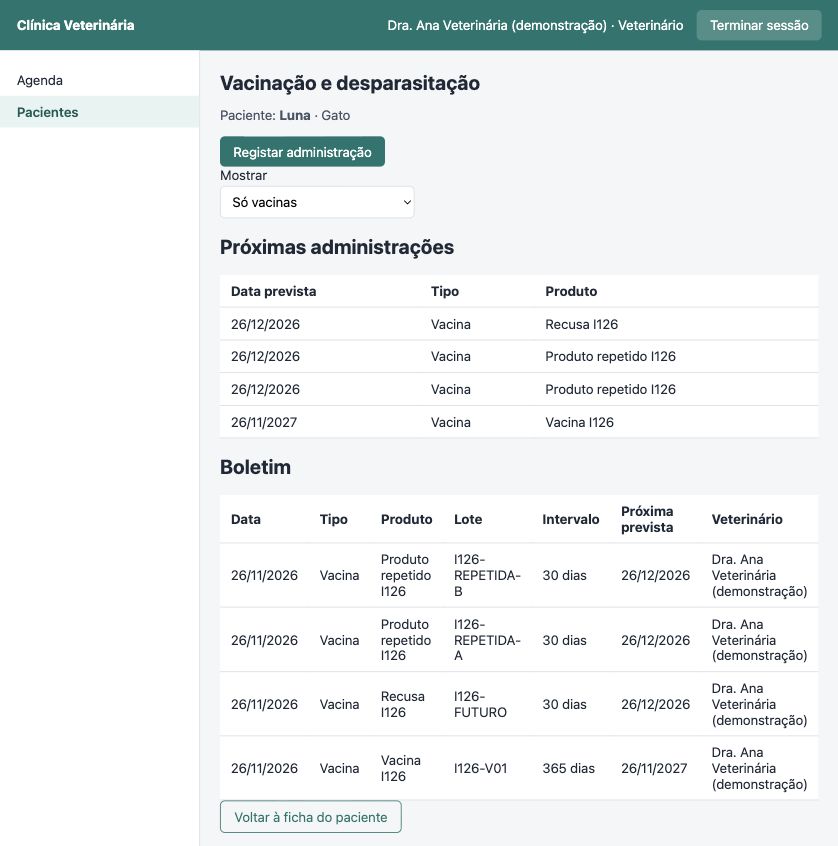 Clínica Veterinária
Dra. Ana Veterinária (demonstração) · Veterinário
Terminar sessão
Agenda
Pacientes
Vacinação e desparasitação
Paciente: Luna · Gato
Registar administração
Mostrar
Só vacinas
Próximas administrações
Data prevista Tipo Produto
26/12/2026 Vacina Recusa I126
26/12/2026 Vacina Produto repetido I126
26/12/2026 Vacina Produto repetido I126
26/11/2027 Vacina Vacina I126
Boletim
Data Tipo Produto Lote Intervalo Próxima prevista Veterinário
26/11/2026 Vacina Produto repetido I126 I126-REPETIDA-B 30 dias 26/12/2026 Dra. Ana Veterinária (demonstração)
26/11/2026 Vacina Produto repetido I126 I126-REPETIDA-A 30 dias 26/12/2026 Dra. Ana Veterinária (demonstração)
26/11/2026 Vacina Recusa I126 I126-FUTURO 30 dias 26/12/2026 Dra. Ana Veterinária (demonstração)
26/11/2026 Vacina Vacina I126 I126-V01 365 dias 26/11/2027 Dra. Ana Veterinária (demonstração)
Voltar à ficha do paciente